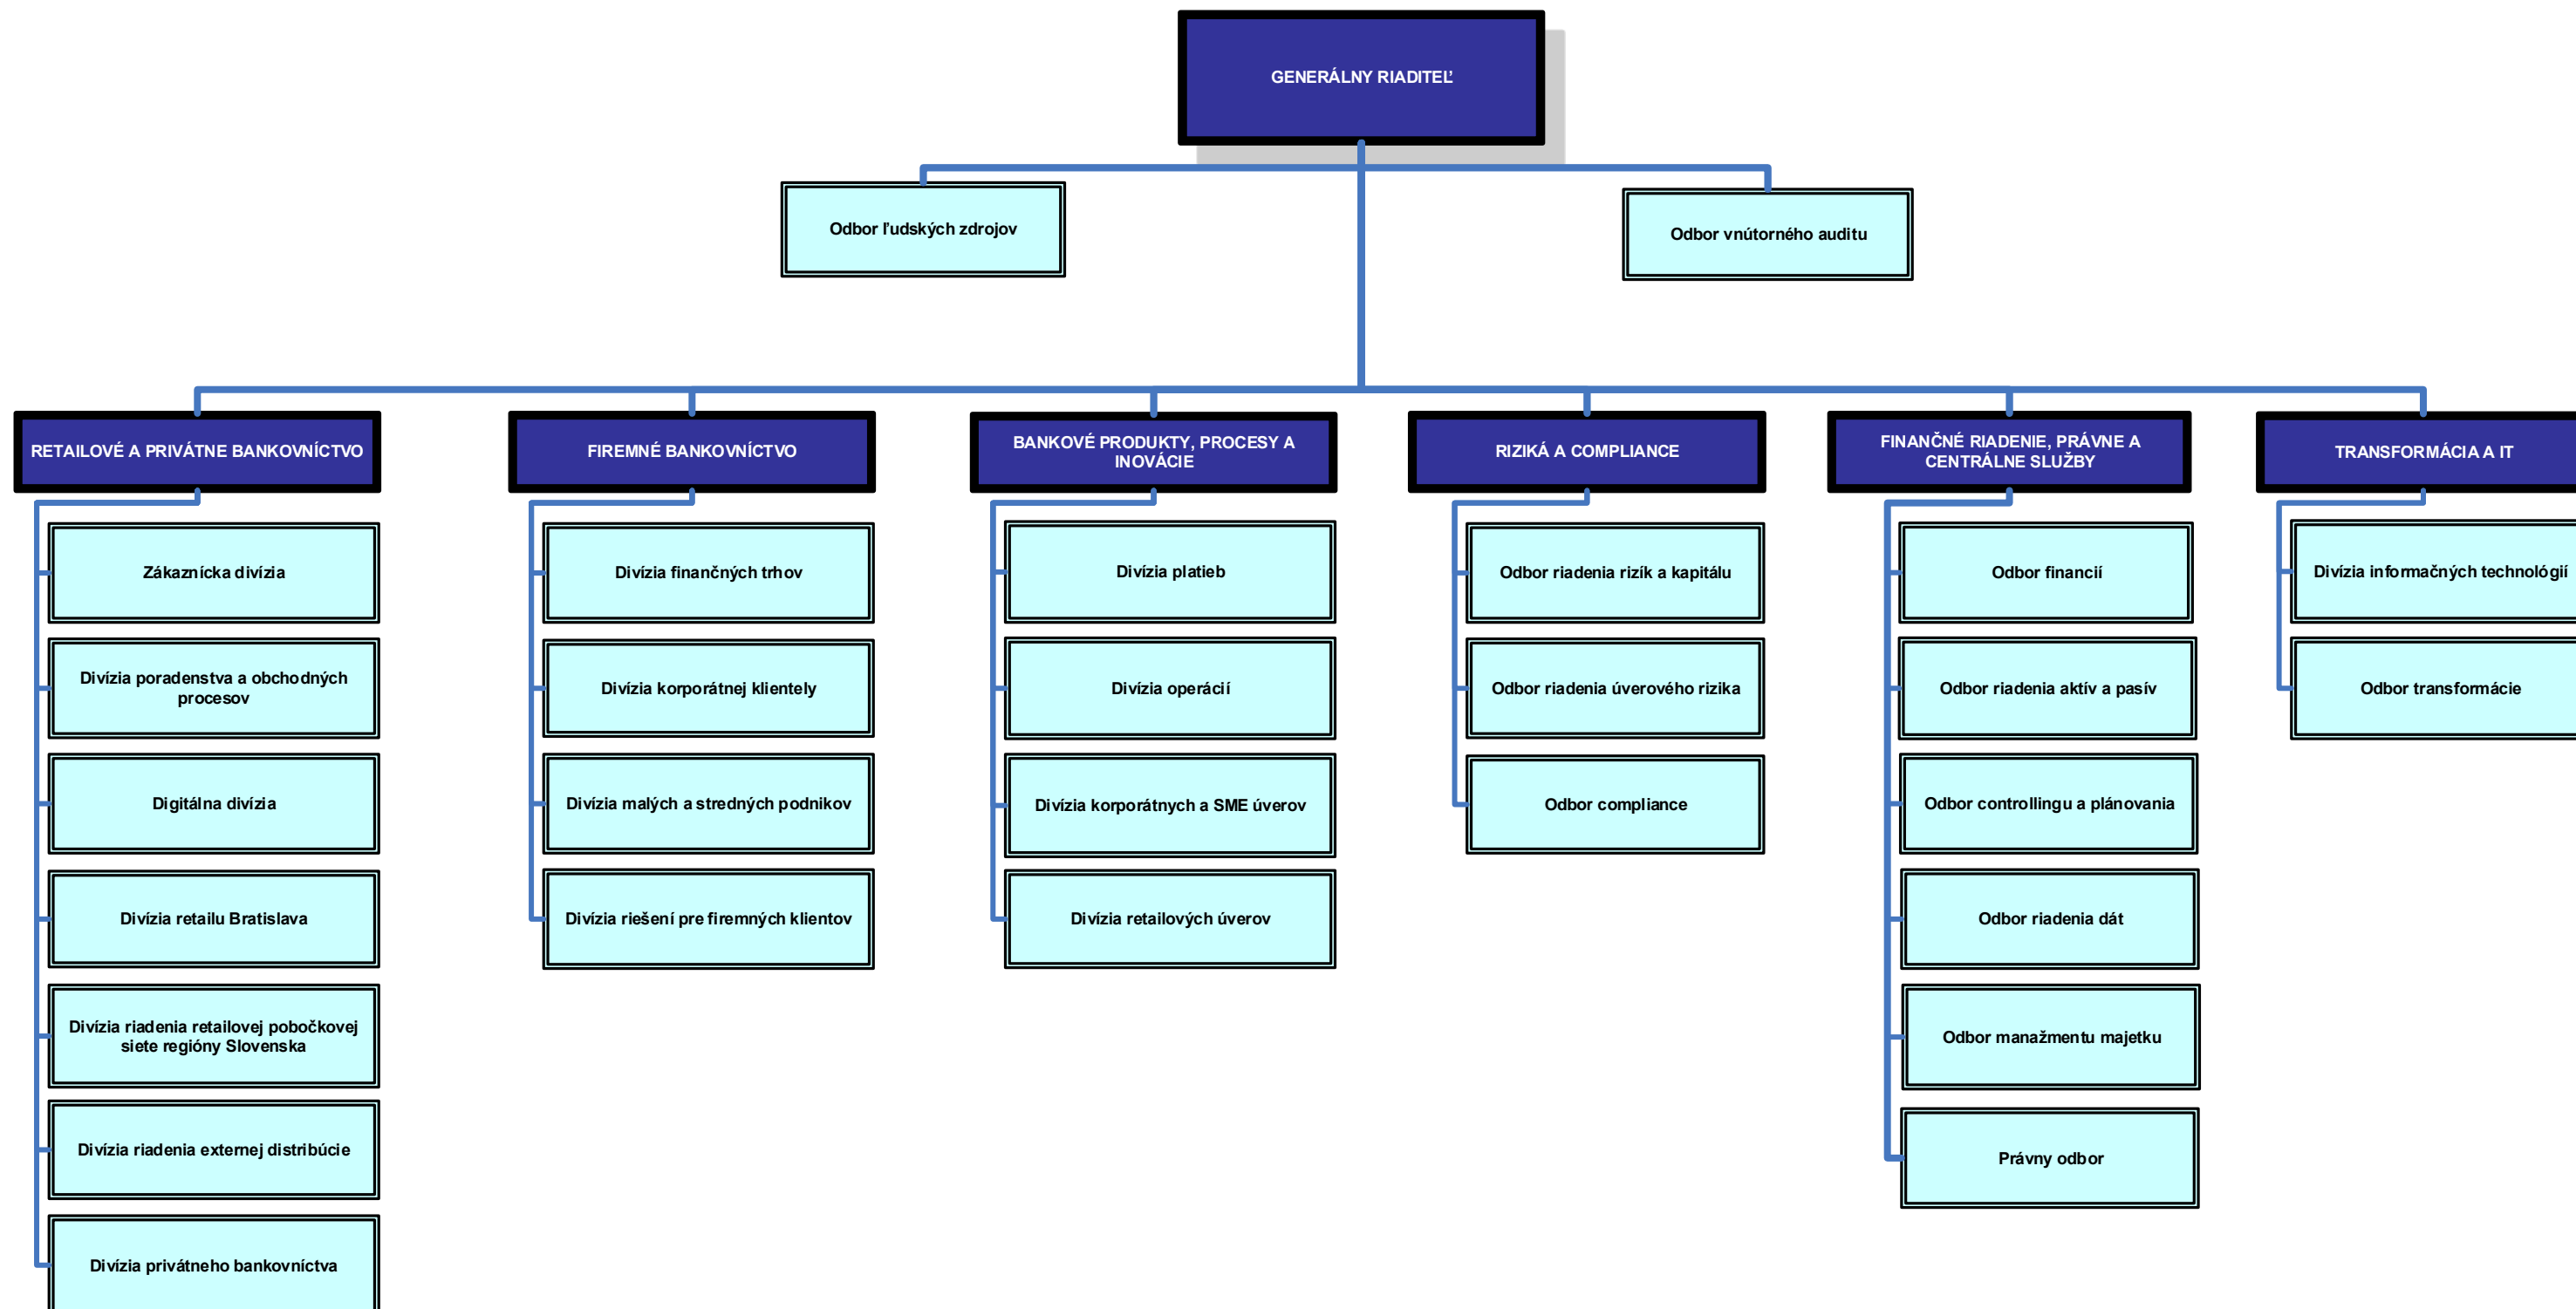 GENERÁLNY RIADITEĽ
Odbor ľudských zdrojov
Odbor vnútorného auditu
RETAILOVÉ A PRIVÁTNE BANKOVNÍCTVO
Zákaznícka divízia
Divízia poradenstva a obchodných
procesov
Digitálna divízia
Divízia retailu Bratislava
Divízia riadenia retailovej pobočkovej
siete regióny Slovenska
Divízia riadenia externej distribúcie
Divízia privátneho bankovníctva
FIREMNÉ BANKOVNÍCTVO
Divízia finančných trhov
Divízia korporátnej klientely
Divízia malých a stredných podnikov
Divízia riešení pre firemných klientov
BANKOVÉ PRODUKTY, PROCESY A
INOVÁCIE
Divízia platieb
Divízia operácií
Divízia korporátnych a SME úverov
Divízia retailových úverov
RIZIKÁ A COMPLIANCE
Odbor riadenia rizík a kapitálu
Odbor riadenia úverového rizika
Odbor compliance
FINANČNÉ RIADENIE, PRÁVNE A
CENTRÁLNE SLUŽBY
Odbor financií
Odbor riadenia aktív a pasív
Odbor controllingu a plánovania
Odbor riadenia dát
Odbor manažmentu majetku
Právny odbor
TRANSFORMÁCIA A IT
Divízia informačných technológií
Odbor transformácie